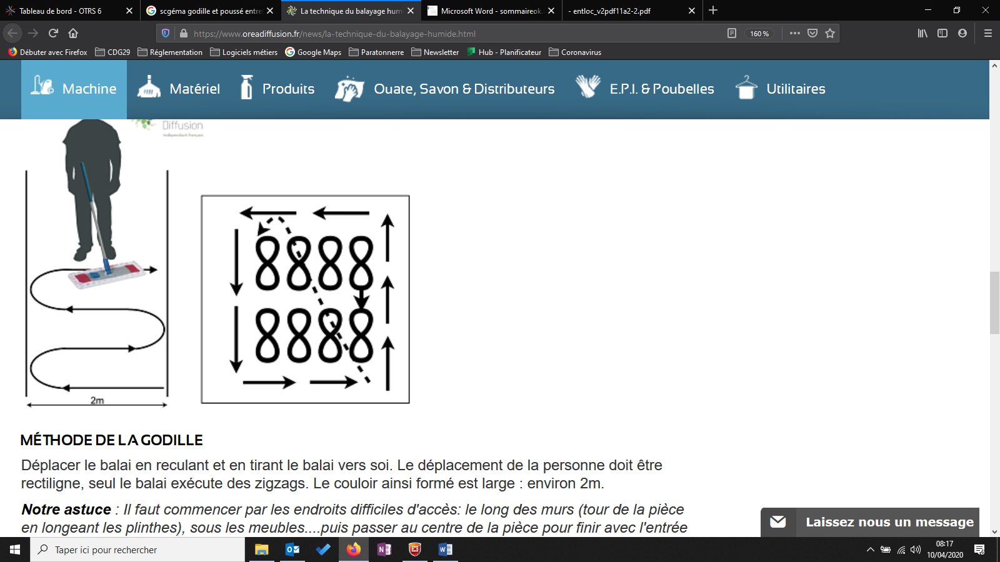 Tableau de bord - OTRS 6
scgéma godille et poussé entre
La technique du balayage hum
Microsoft Word - sommaireok.
- entloc_v2pdf11a2-2.pdf
https://www.oreadiffusion.fr/news/la-technique-du-balayage-humide.html
160 %
Débuter avec Firefox
CDG29
Réglementation
Logiciels métiers
Google Maps
Paratonnerre
Newsletter
Hub - Planificateur
Coronavirus
Machine
Matériel
Produits
Ouate, Savon & Distributeurs
E.P.I. & Poubelles
Utilitaires
Diffusion
Indépendant français
2m
MÉTHODE DE LA GODILLE
Déplacer le balai en reculant et en tirant le balai vers soi. Le déplacement de la personne doit être
rectiligne, seul le balai exécute des zigzags. Le couloir ainsi formé est large : environ 2m.
Notre astuce : Il faut commencer par les endroits difficiles d'accès: le long des murs (tour de la pièce
en longeant les plinthes), sous les meubles....puis passer au centre de la pièce pour finir avec l'entrée
Laissez nous un message
Taper ici pour rechercher
08:17
10/04/2020